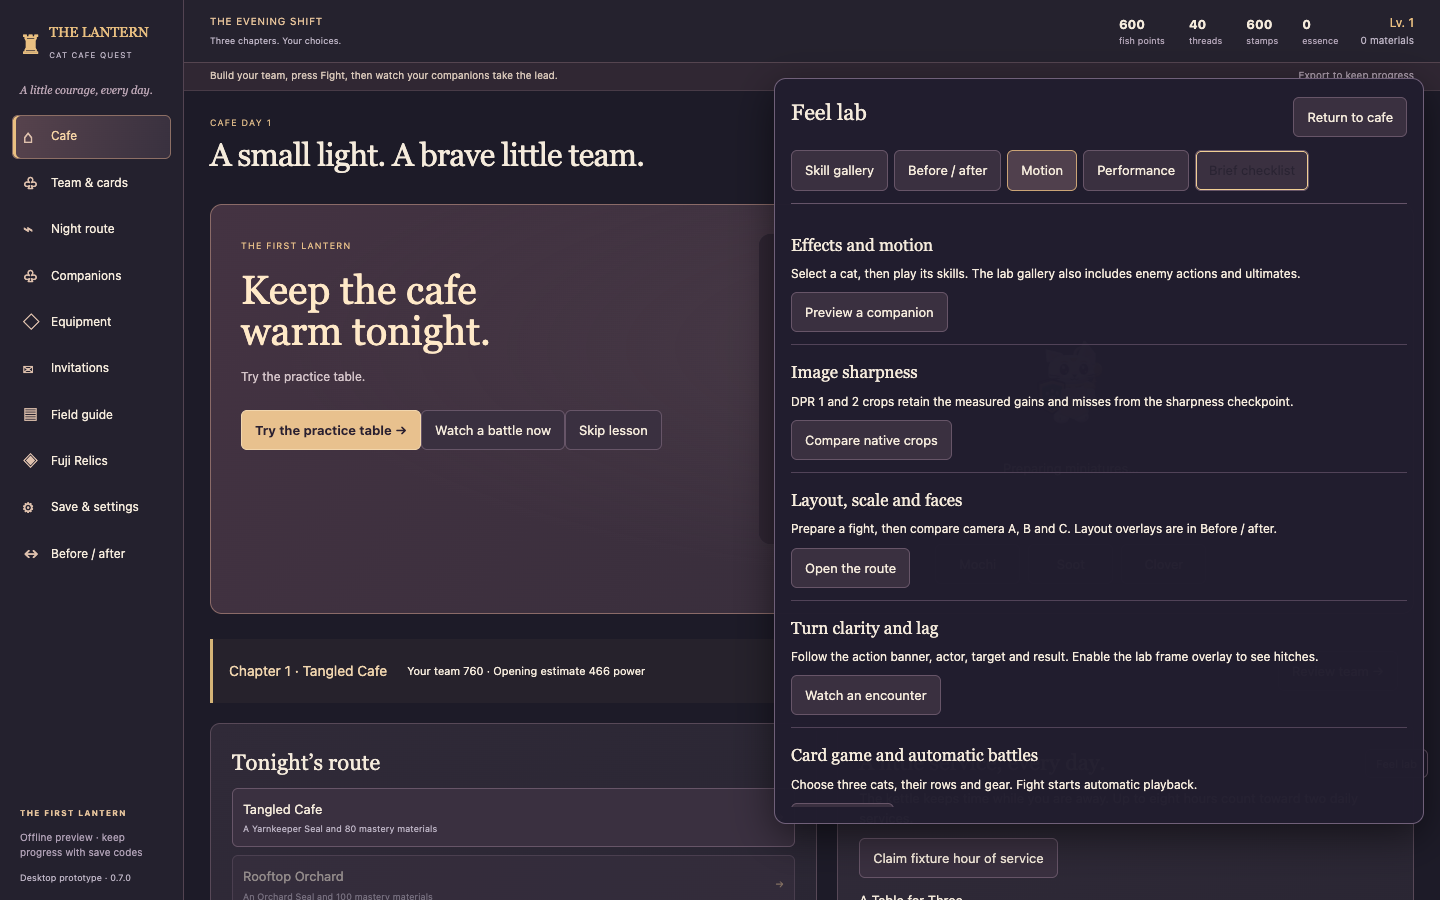 THE LANTERN
CAT CAFE QUEST
A little courage, every day.
Cafe
Team & cards
Night route
Companions
Equipment
Invitations
Field guide
Fuji Relics
Save & settings
Before / after
THE FIRST LANTERN
Offline preview · keep
progress with save codes
Desktop prototype · 0.7.0
THE EVENING SHIFT
Three chapters. Your choices.
600
fish points
40
threads
600
stamps
0
essence
Lv. 1
0 materials
Build your team, press Fight, then watch your companions take the lead.
Export to keep progress
CAFE DAY 1
A small light. A brave little team.
THE FIRST LANTERN
Keep the cafe
warm tonight.
Try the practice table.
Try the practice table →
Watch a battle now
Skip lesson
Chapter 1 · Tangled Cafe
Your team 760 · Opening estimate 466 power
Tonight’s route
Tangled Cafe
A Yarnkeeper Seal and 80 mastery materials
Rooftop Orchard
→
An Orchard Seal and 100 mastery materials
Feel lab
Return to cafe
Skill gallery
Before / after
Motion
Performance
Brief checklist
Effects and motion
Select a cat, then play its skills. The lab gallery also includes enemy actions and ultimates.
Preview a companion
Image sharpness
DPR 1 and 2 crops retain the measured gains and misses from the sharpness checkpoint.
Compare native crops
Layout, scale and faces
Prepare a fight, then compare camera A, B and C. Layout overlays are in Before / after.
Open the route
Turn clarity and lag
Follow the action banner, actor, target and result. Enable the lab frame overlay to see hitches.
Watch an encounter
Card game and automatic battles
Choose three cats, their rows and gear. Fight starts automatic playback.
Claim fixture hour of service
A Table for Three